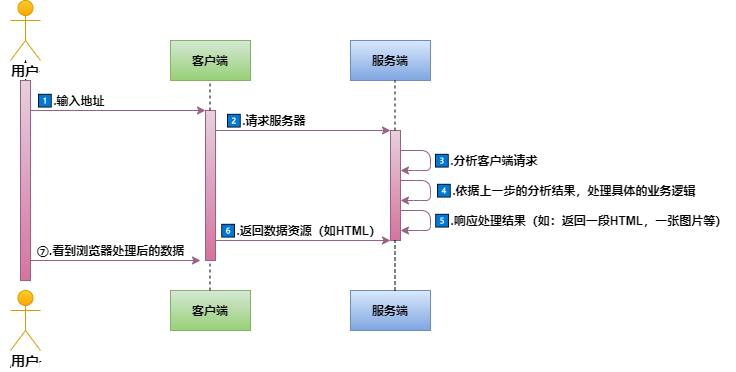 用户
客户端
服务端
1.输入地址
2.请求服务器
3.分析客户端请求
4.依据上一步的分析结果，处理具体的业务逻辑
5.响应处理结果（如：返回一段HTML，一张图片等）
6.返回数据资源（如HTML）
⑦.看到浏览器处理后的数据
客户端
服务端
用户